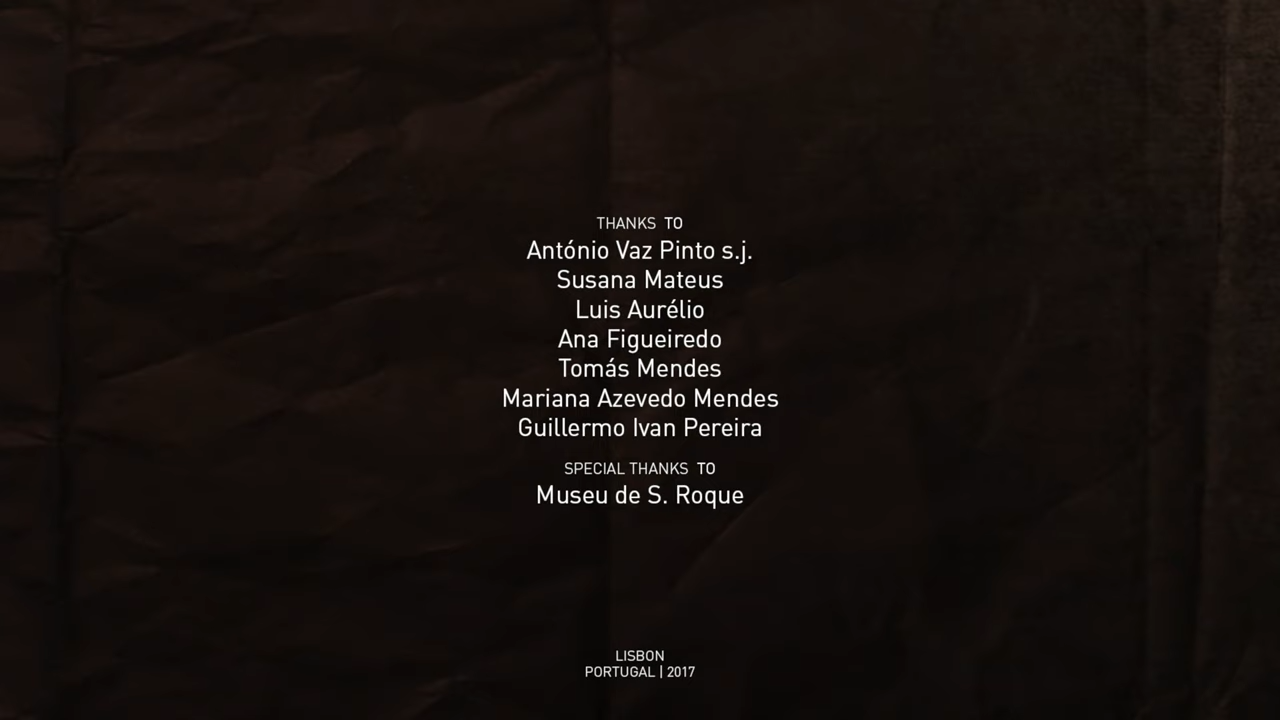 THANKS TO
António Vaz Pinto s.j.
Susana Mateus
Luis Aurélio
Ana Figueiredo
Tomás Mendes
Mariana Azevedo Mendes
Guillermo Ivan Pereira
SPECIAL THANKS TO
Museu de S. Roque
LISBON
PORTUGAL | 2017